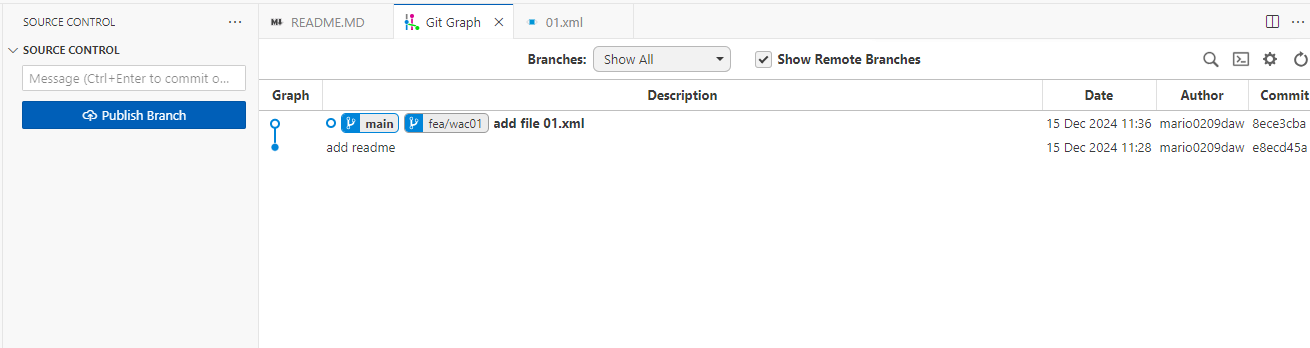 SOURCE CONTROL ···
SOURCE CONTROL
Message (Ctrl+Enter to commit o...
Publish Branch
README.MD Git Graph 01.xml ···
Branches: Show All Show Remote Branches
Graph Description Date Author Commit
main fea/wac01 add file 01.xml 15 Dec 2024 11:36 mario0209daw 8ece3cba
add readme 15 Dec 2024 11:28 mario0209daw e8ecd45a